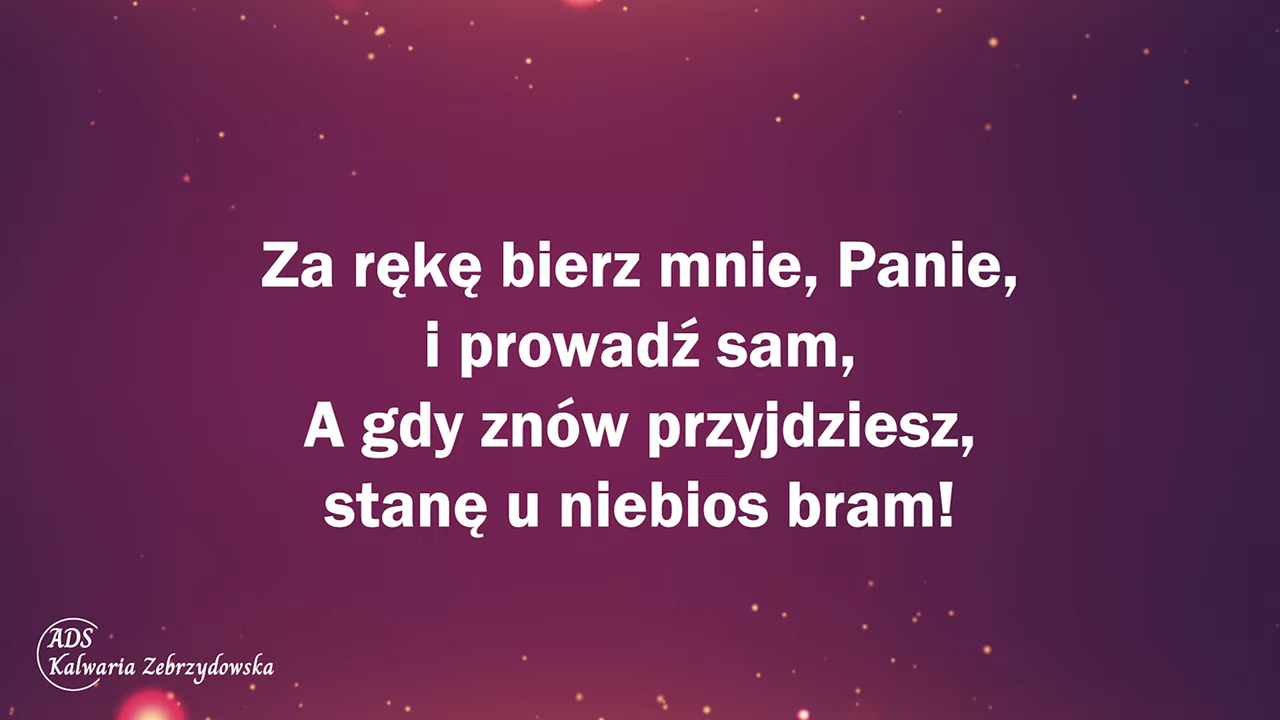 Za rękę bierz mnie, Panie,
i prowadź sam,
A gdy znów przyjdziesz,
stanę u niebios bram!
ADS
Kalwaria Zebrzydowska